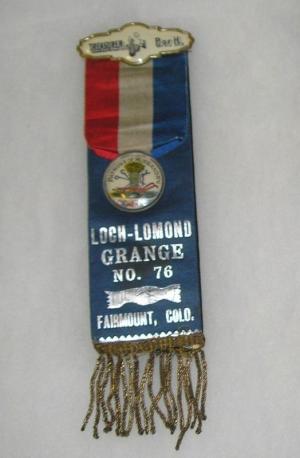 LOCH-LOMOND
GRANGE
NO. 76
FAIRMOUNT, COLO.